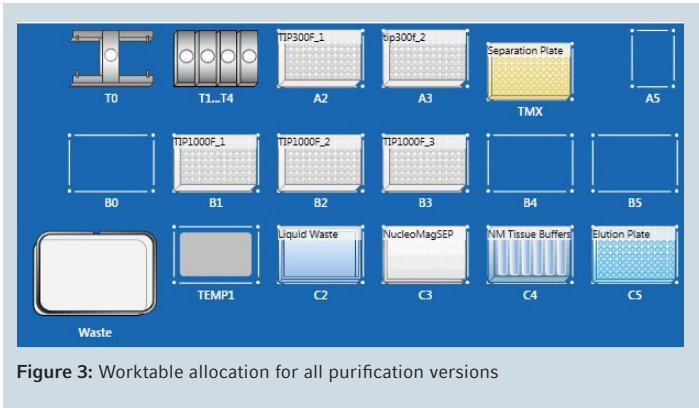 TIP300F_1
tip300f_2
Separation Plate
T0
T1...T4
A2
A3
TMX
A5
TIP1000F_1
TIP1000F_2
TIP1000F_3
B0
B1
B2
B3
B4
B5
Liquid Waste
NucleoMagSEP
NM Tissue Buffers
Elution Plate
TEMP1
C2
C3
C4
C5
Waste
Figure 3: Worktable allocation for all purification versions